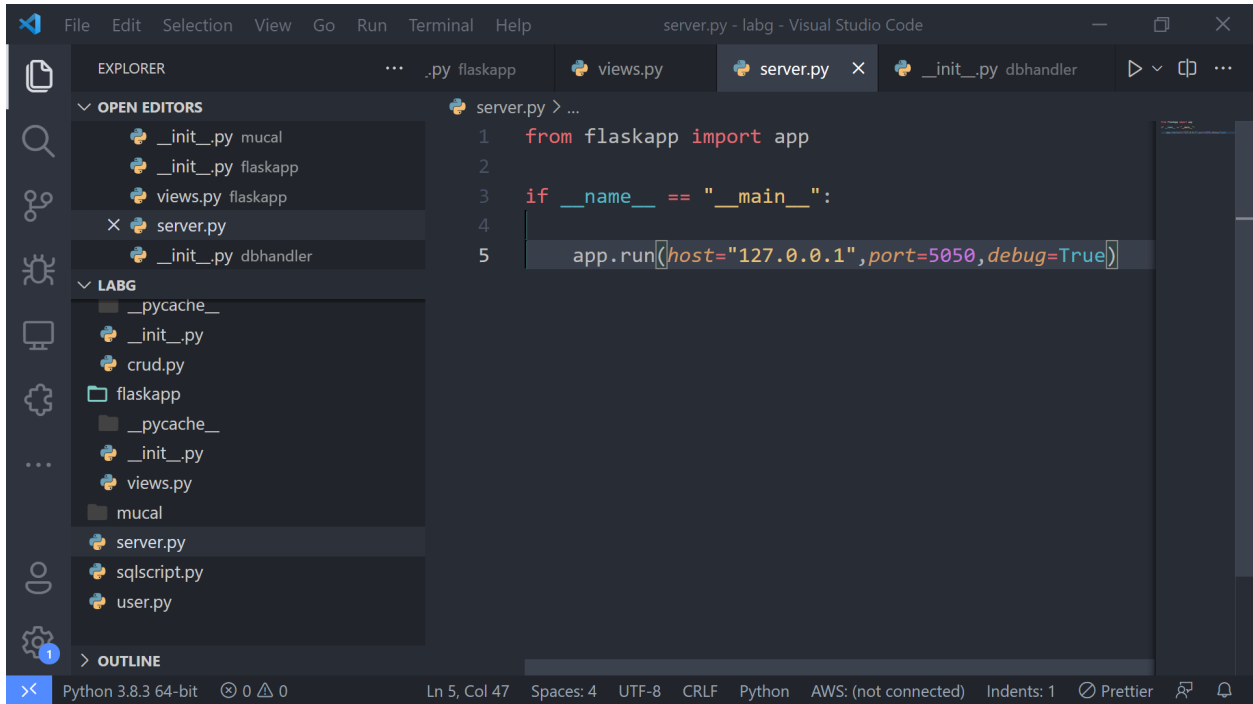 File Edit Selection View Go Run Terminal Help server.py - labg - Visual Studio Code
EXPLORER
.py flaskapp views.py server.py __init__.py dbhandler
OPEN EDITORS
__init__.py mucal
__init__.py flaskapp
views.py flaskapp
server.py
__init__.py dbhandler
LABG
__pycache__
__init__.py
crud.py
flaskapp
__pycache__
__init__.py
views.py
mucal
server.py
sqlscript.py
user.py
OUTLINE
server.py > ...
1 from flaskapp import app
2
3 if __name__ == "__main__":
4
5 app.run(host="127.0.0.1",port=5050,debug=True)
1
Python 3.8.3 64-bit 0 0 Ln 5, Col 47 Spaces: 4 UTF-8 CRLF Python AWS: (not connected) Indents: 1 Prettier